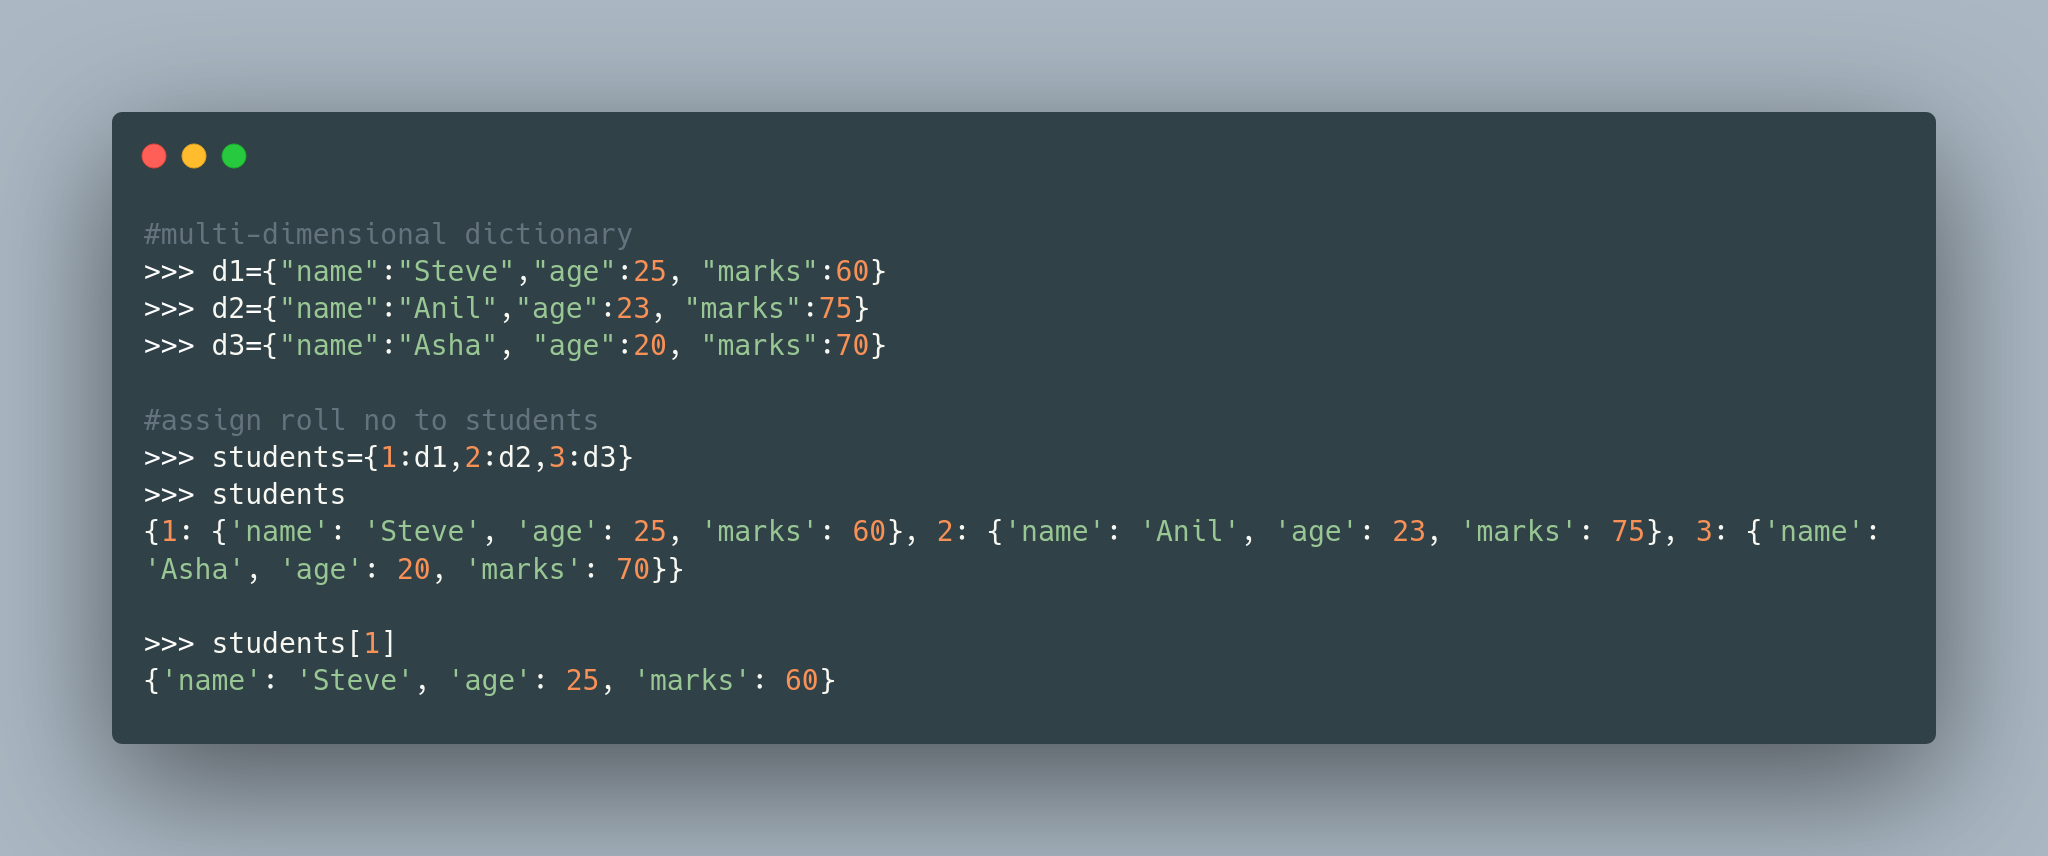 #multi-dimensional dictionary
>>> d1={"name":"Steve","age":25, "marks":60}
>>> d2={"name":"Anil","age":23, "marks":75}
>>> d3={"name":"Asha", "age":20, "marks":70}
#assign roll no to students
>>> students={1:d1,2:d2,3:d3}
>>> students
{1: {'name': 'Steve', 'age': 25, 'marks': 60}, 2: {'name': 'Anil', 'age': 23, 'marks': 75}, 3: {'name':
'Asha', 'age': 20, 'marks': 70}}
>>> students[1]
{'name': 'Steve', 'age': 25, 'marks': 60}